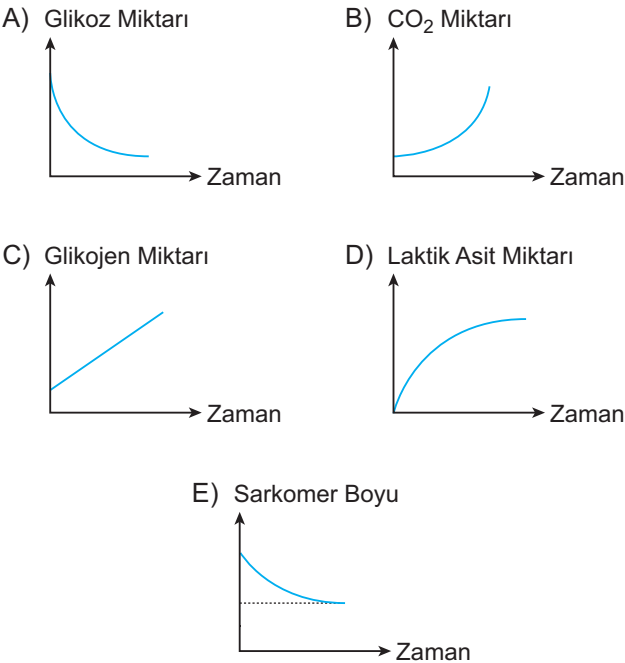 A) Glikoz Miktarı
Zaman
B) CO₂ Miktarı
Zaman
C) Glikojen Miktarı
Zaman
D) Laktik Asit Miktarı
Zaman
E) Sarkomer Boyu
Zaman